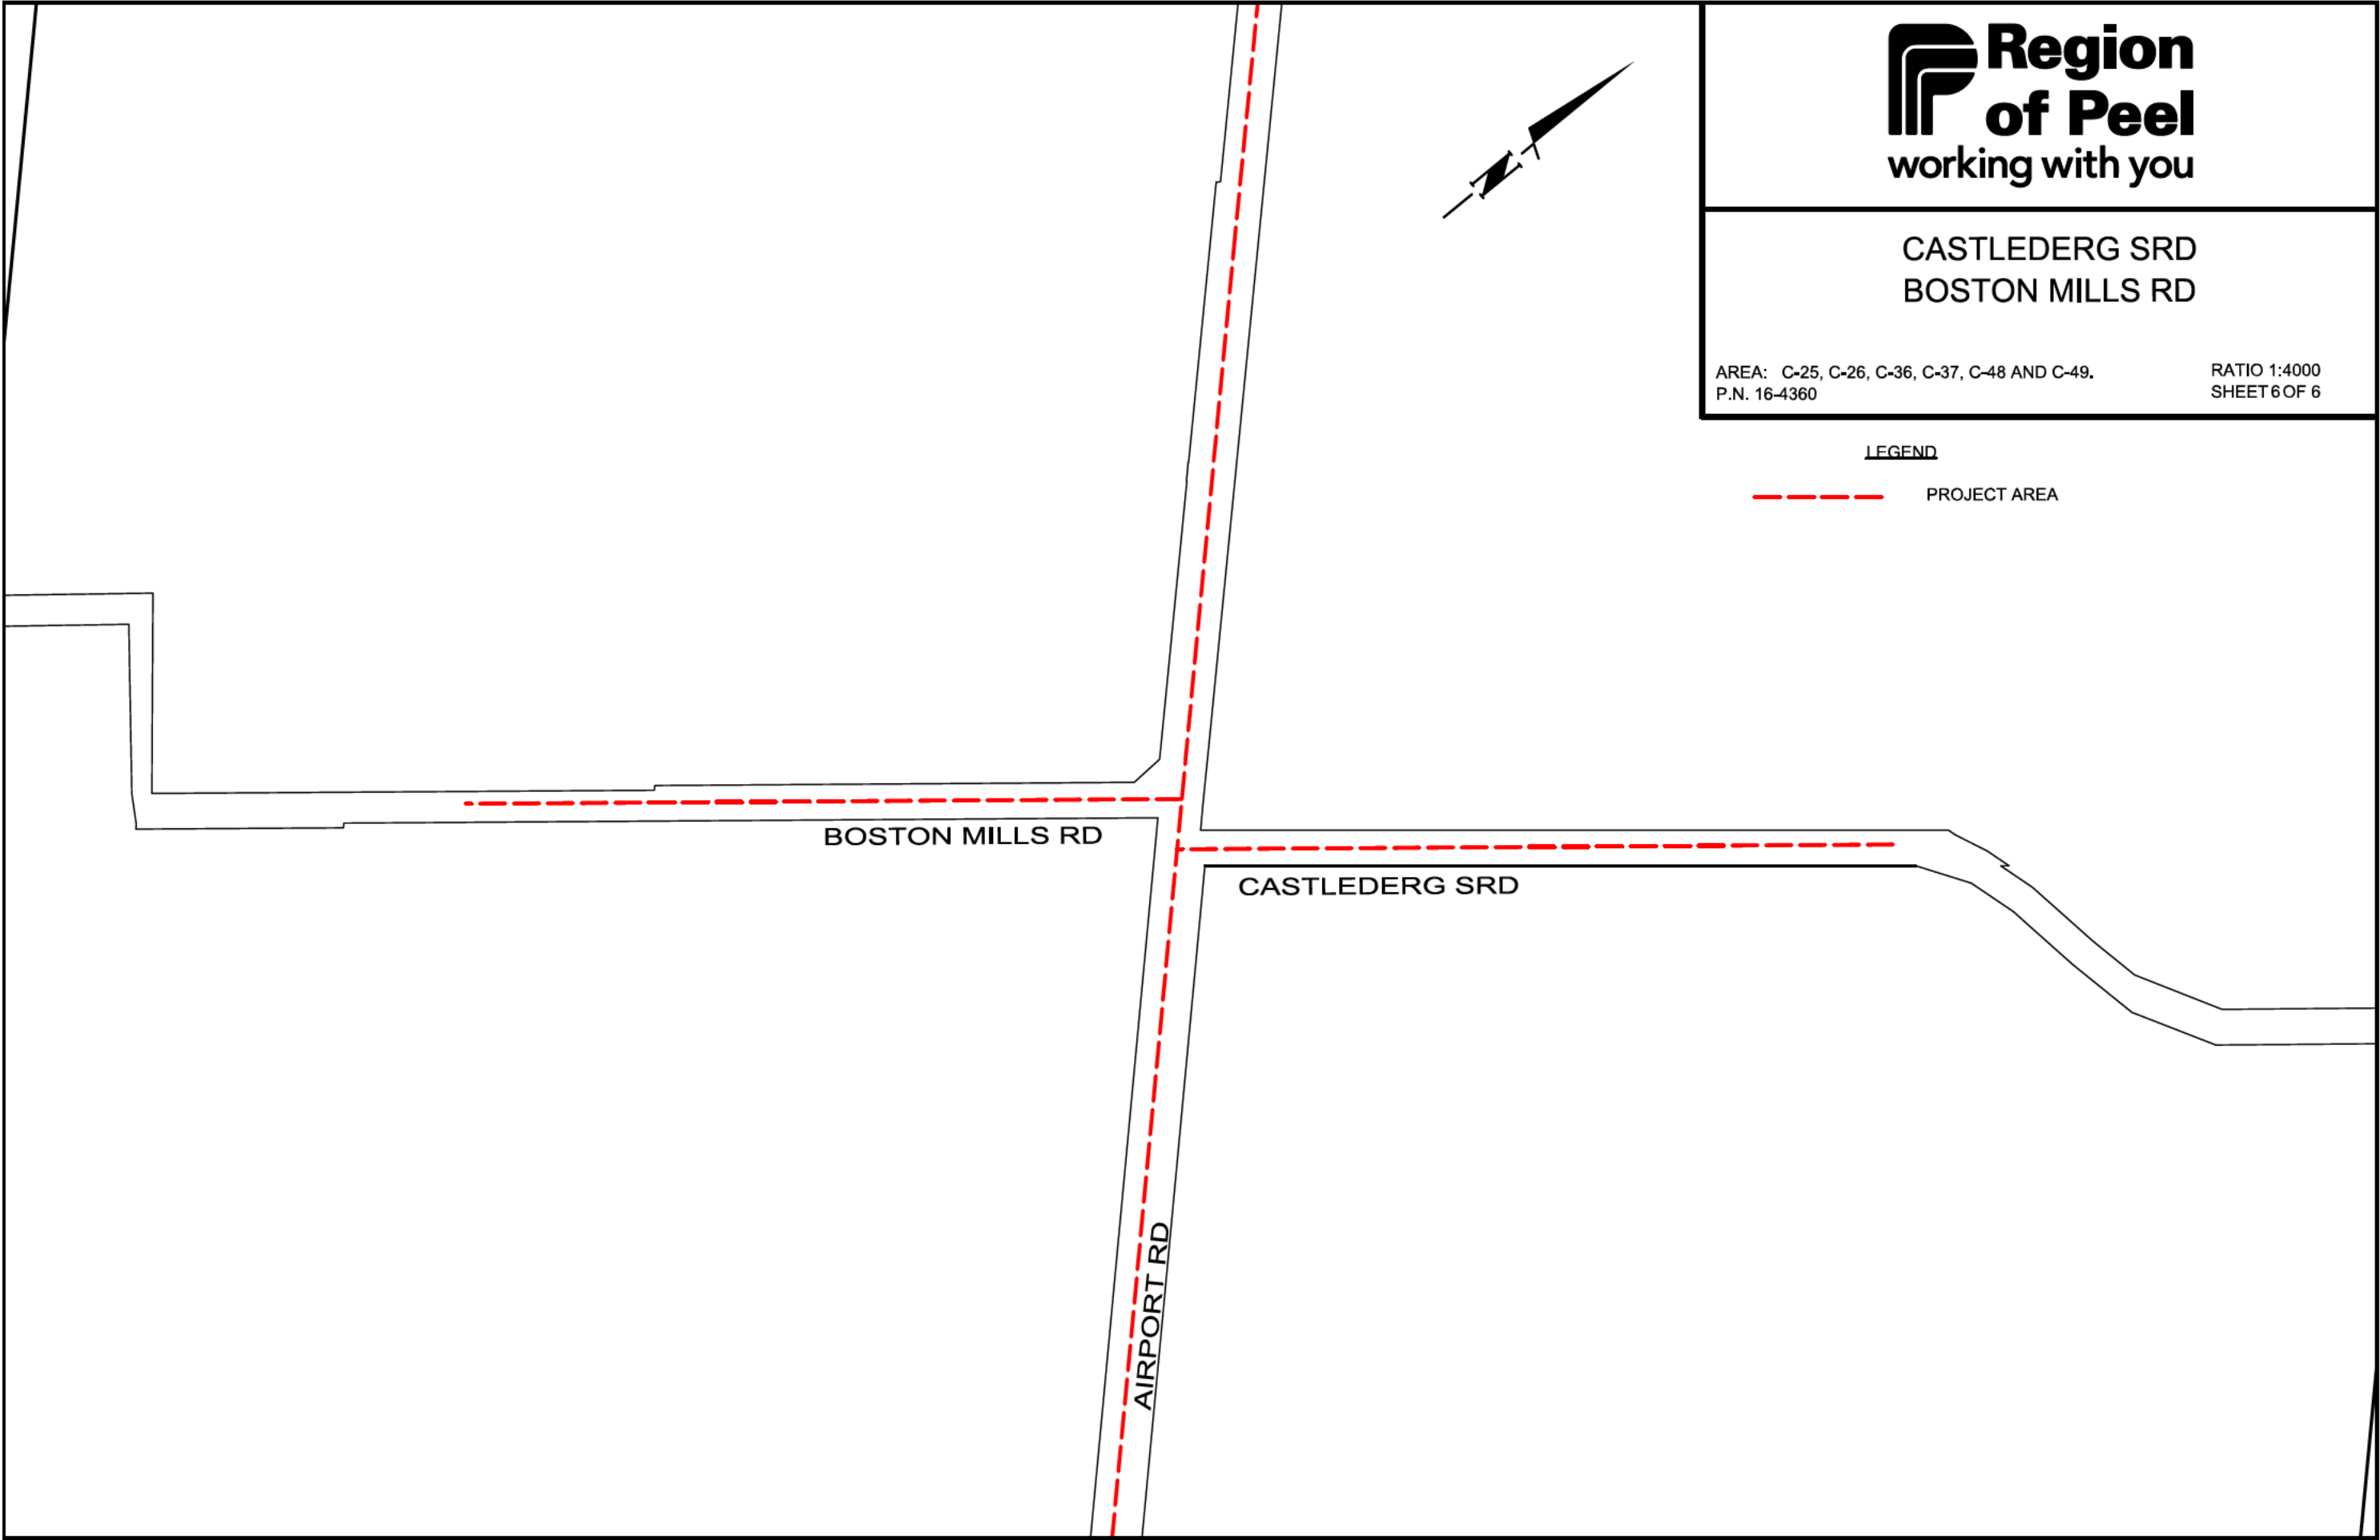 Region
of Peel
working with you
CASTLEDERG SRD
BOSTON MILLS RD
AREA: C-25, C-26, C-36, C-37, C-48 AND C-49.
RATIO 1:4000
P.N. 16-4360
SHEET 6 OF 6
N
LEGEND
PROJECT AREA
BOSTON MILLS RD
CASTLEDERG SRD
AIRPORT RD